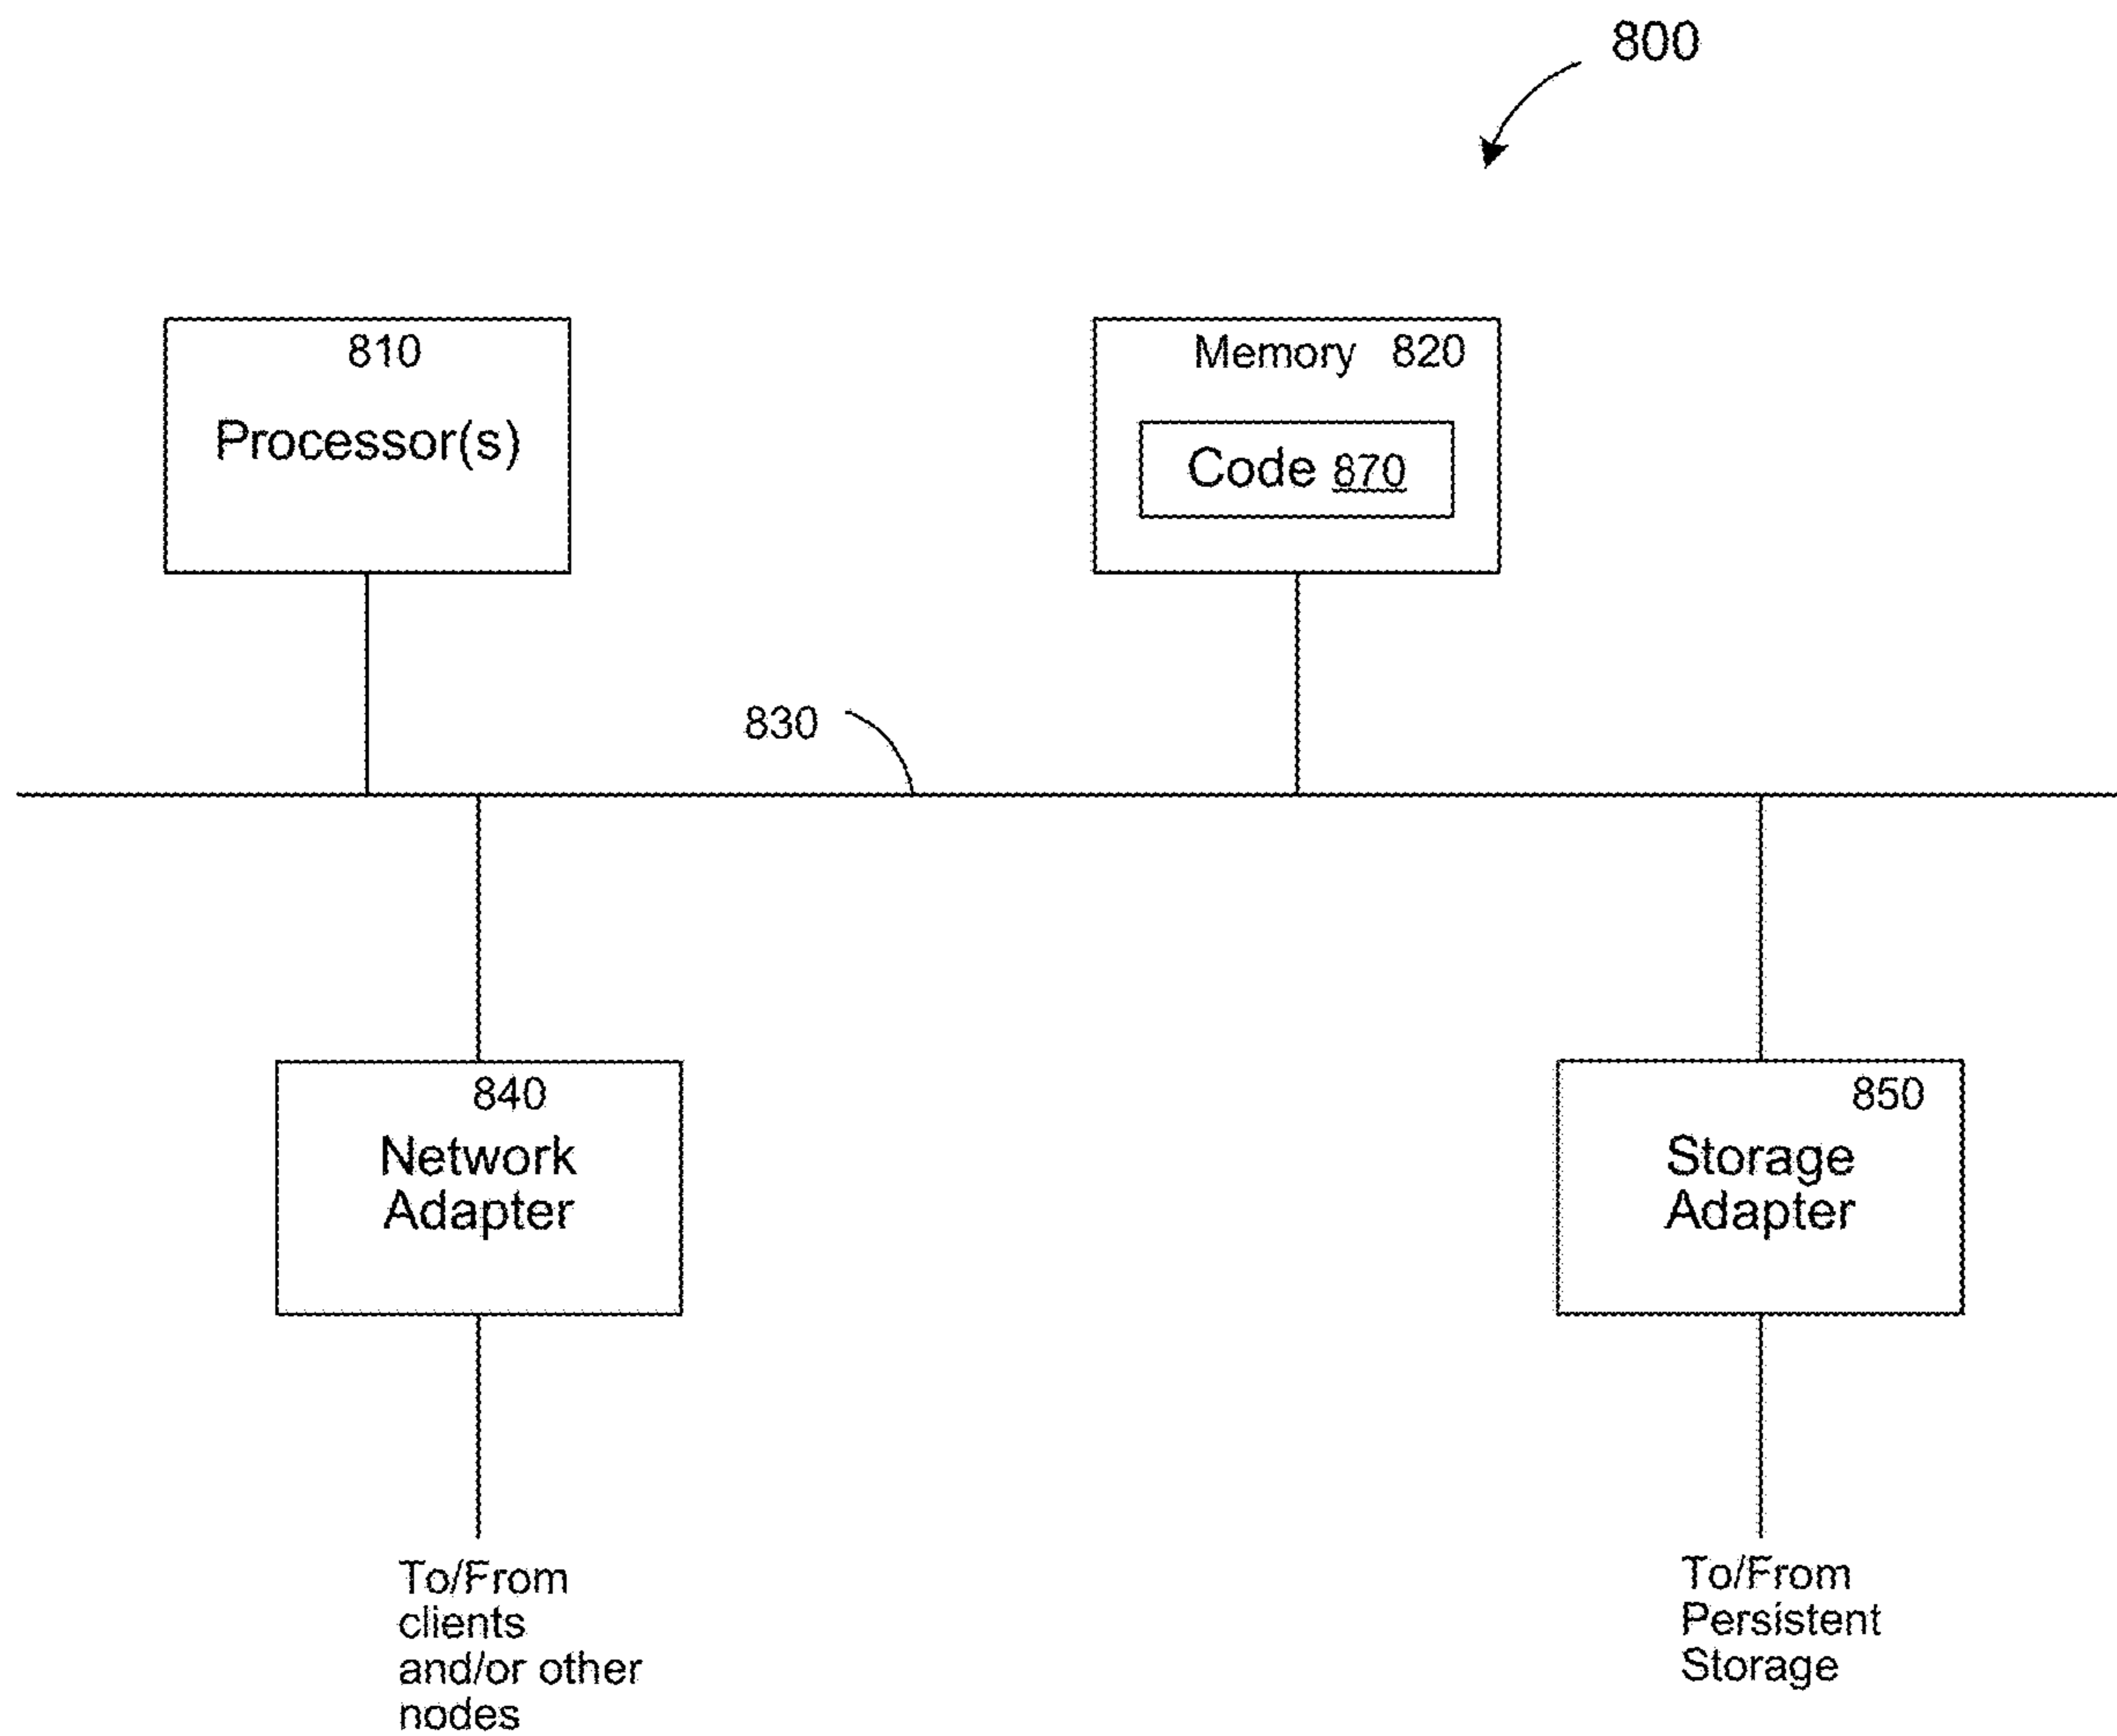 800
810
Processor(s)
Memory 820
Code 870
830
840
Network
Adapter
850
Storage
Adapter
To/From
clients
and/or other
nodes
To/From
Persistent
Storage